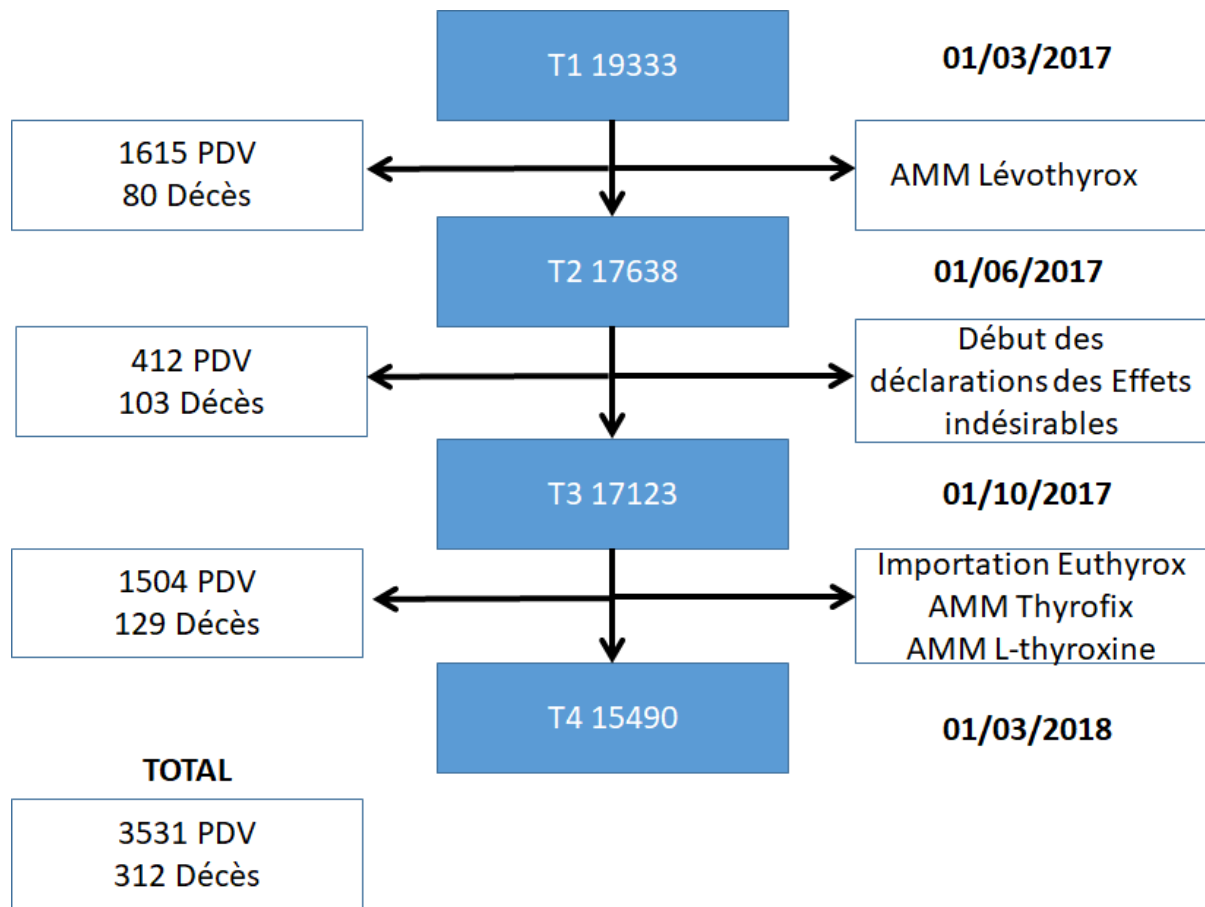 T1 19333
01/03/2017
1615 PDV
80 Décès
AMM Lévothyrox
T2 17638
01/06/2017
412 PDV
103 Décès
Début des
déclarations des Effets
indésirables
T3 17123
01/10/2017
1504 PDV
129 Décès
Importation Euthyrox
AMM Thyrofix
AMM L-thyroxine
T4 15490
01/03/2018
TOTAL
3531 PDV
312 Décès